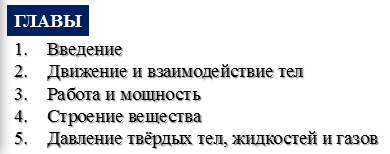 ГЛАВЫ
1. Введение
2. Движение и взаимодействие тел
3. Работа и мощность
4. Строение вещества
5. Давление твёрдых тел, жидкостей и газов